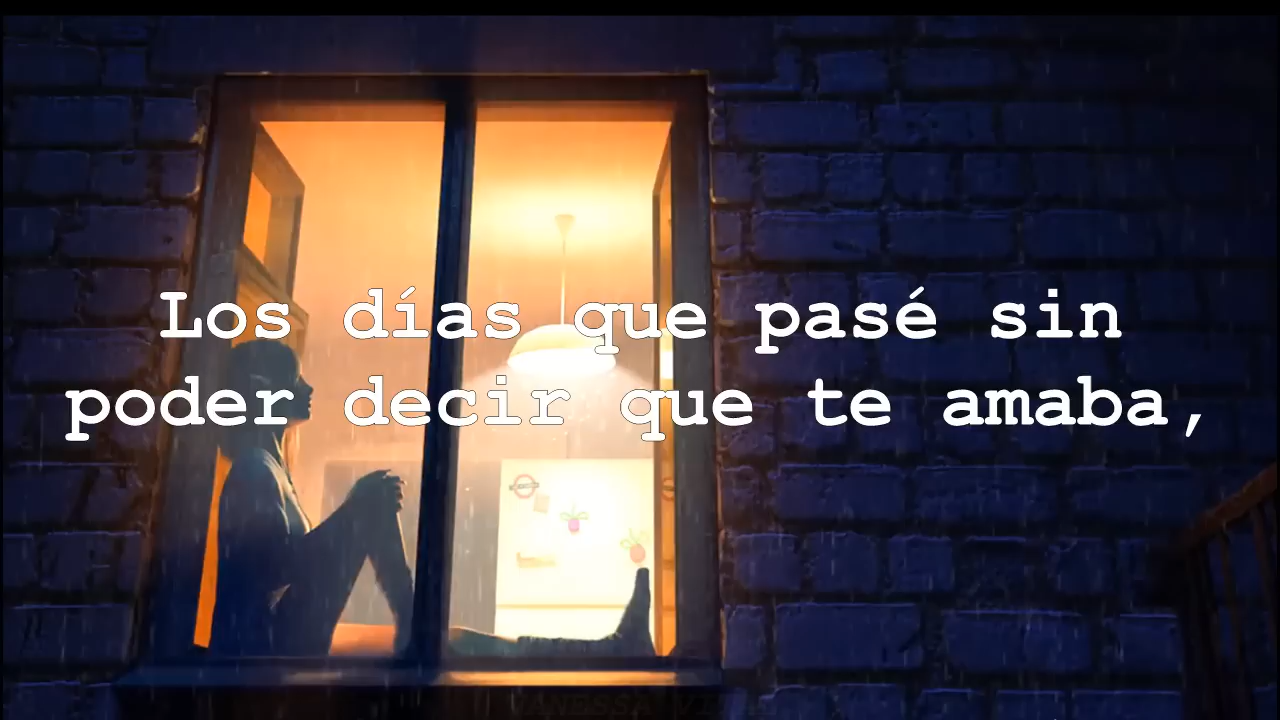 Los días que pasé sin
poder decir que te amaba,